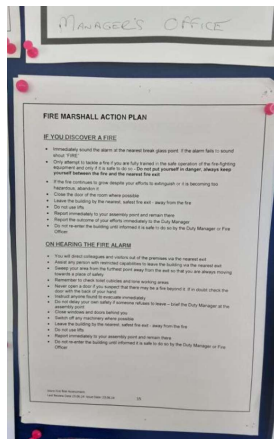 MANAGER'S OFFICE
FIRE MARSHALL ACTION PLAN
IF YOU DISCOVER A FIRE
Immediately sound the alarm at the nearest break glass point. If the alarm fails to sound
shout 'FIRE'
Only attempt to tackle a fire if you are fully trained in the safe operation of the fire-fighting
equipment and only if it is safe to do so - Do not put yourself in danger, always keep
yourself between the fire and the nearest fire exit
If the fire continues to grow despite your efforts to extinguish or it is becoming too
hazardous, abandon it
Close the door of the room where possible
Leave the building by the nearest, safest fire exit - away from the fire
Do not use lifts
Report immediately to your assembly point and remain there
Report the outcome of your efforts immediately to the Duty Manager
Do not re-enter the building until informed it is safe to do so by the Duty Manager or Fire
Officer
ON HEARING THE FIRE ALARM
You will direct colleagues and visitors out of the premises via the nearest exit
Assist any person with restricted capabilities to leave the building via the nearest exit
Sweep your area from the furthest point away from the exit so that you are always moving
towards a place of safety
Remember to check toilet cubicles and lone working areas
Never open a door if you suspect that there may be a fire beyond it. If in doubt check the
door with the back of your hand
Instruct anyone found to evacuate immediately
Do not delay your own safety if someone refuses to leave – brief the Duty Manager at the
assembly point
Close windows and doors behind you
Switch off any machinery where possible
Leave the building by the nearest, safest fire exit - away from the fire
Do not use lifts
Report immediately to your assembly point and remain there
Do not re-enter the building until informed it is safe to do so by the Duty Manager or Fire
Officer